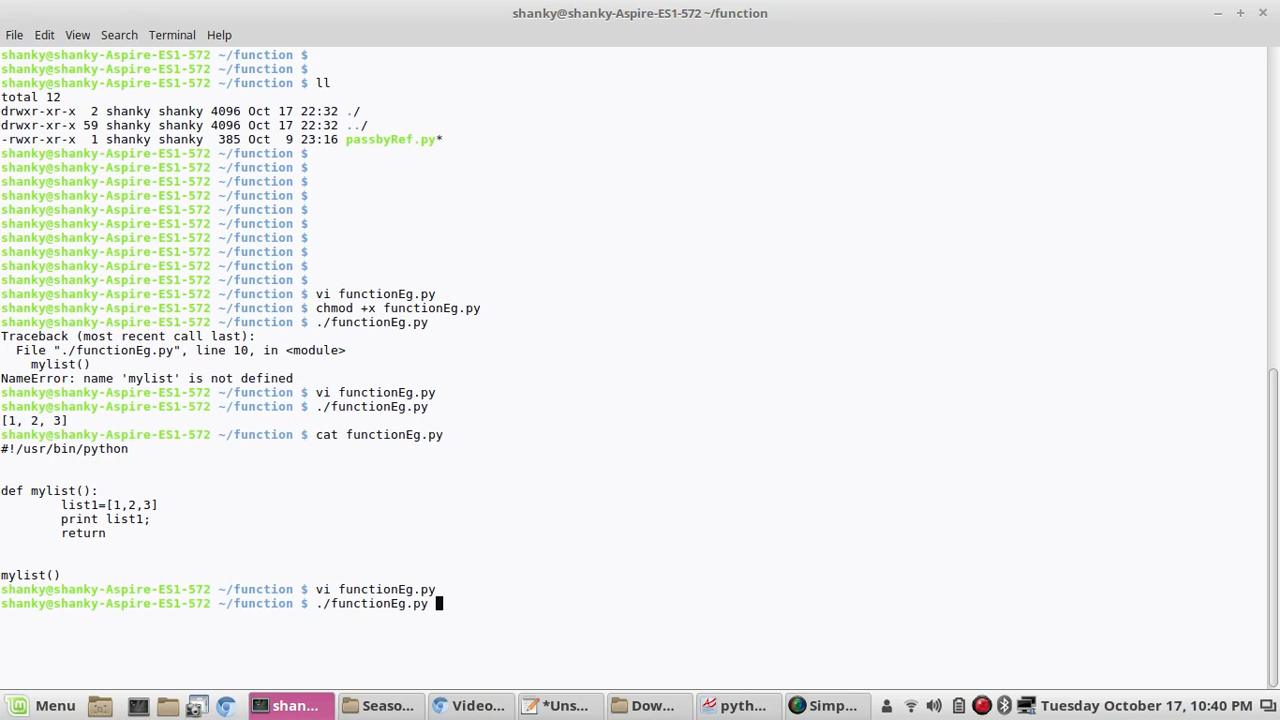 shanky@shanky-Aspire-ES1-572 ~/function
File Edit View Search Terminal Help
shanky@shanky-Aspire-ES1-572 ~/function $
shanky@shanky-Aspire-ES1-572 ~/function $
shanky@shanky-Aspire-ES1-572 ~/function $ ll
total 12
drwxr-xr-x  2 shanky shanky 4096 Oct 17 22:32 ./
drwxr-xr-x 59 shanky shanky 4096 Oct 17 22:32 ../
-rwxr-xr-x  1 shanky shanky  385 Oct  9 23:16 passbyRef.py*
shanky@shanky-Aspire-ES1-572 ~/function $
shanky@shanky-Aspire-ES1-572 ~/function $
shanky@shanky-Aspire-ES1-572 ~/function $
shanky@shanky-Aspire-ES1-572 ~/function $
shanky@shanky-Aspire-ES1-572 ~/function $
shanky@shanky-Aspire-ES1-572 ~/function $
shanky@shanky-Aspire-ES1-572 ~/function $
shanky@shanky-Aspire-ES1-572 ~/function $
shanky@shanky-Aspire-ES1-572 ~/function $
shanky@shanky-Aspire-ES1-572 ~/function $
shanky@shanky-Aspire-ES1-572 ~/function $ vi functionEg.py
shanky@shanky-Aspire-ES1-572 ~/function $ chmod +x functionEg.py
shanky@shanky-Aspire-ES1-572 ~/function $ ./functionEg.py
Traceback (most recent call last):
  File "./functionEg.py", line 10, in <module>
    mylist()
NameError: name 'mylist' is not defined
shanky@shanky-Aspire-ES1-572 ~/function $ vi functionEg.py
shanky@shanky-Aspire-ES1-572 ~/function $ ./functionEg.py
[1, 2, 3]
shanky@shanky-Aspire-ES1-572 ~/function $ cat functionEg.py
#!/usr/bin/python
def mylist():
        list1=[1,2,3]
        print list1;
        return
mylist()
shanky@shanky-Aspire-ES1-572 ~/function $ vi functionEg.py
shanky@shanky-Aspire-ES1-572 ~/function $ ./functionEg.py
Menu shan... Seaso... Video... *Uns... Dow... pyth... Simp... Tuesday October 17, 10:40 PM